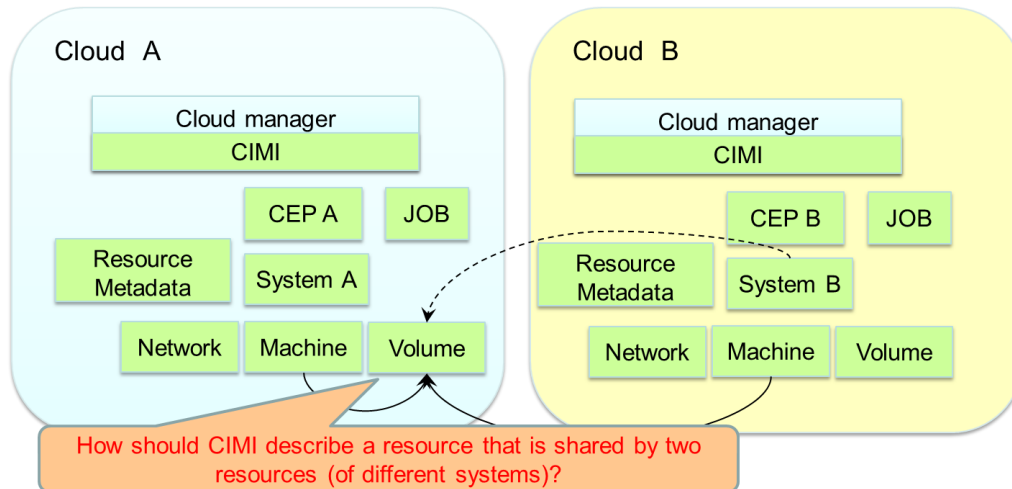 Cloud A
Cloud manager
CIMI
CEP A
JOB
Resource
Metadata
System A
Network
Machine
Volume
Cloud B
Cloud manager
CIMI
CEP B
JOB
Resource
Metadata
System B
Network
Machine
Volume
How should CIMI describe a resource that is shared by two
resources (of different systems)?